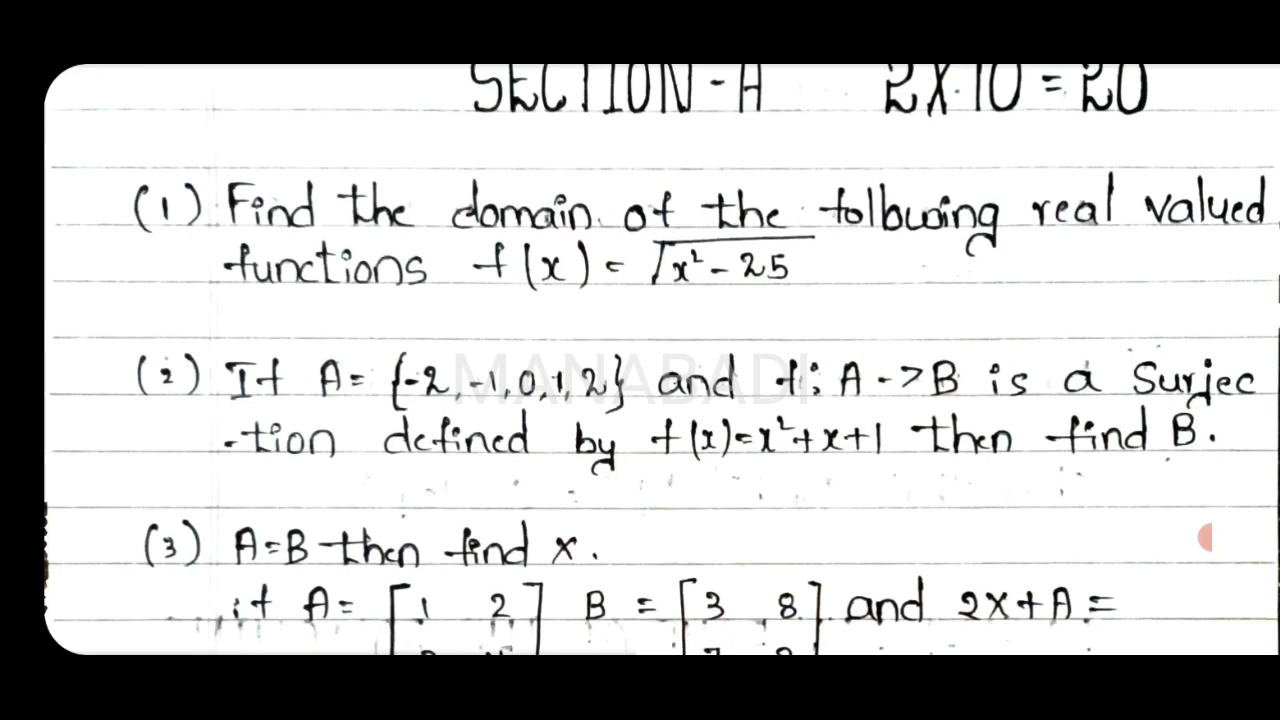 SECTION - A 2X10 = 20
(1) Find the domain of the following real valued
functions f(x) = √x² - 25
MANABADI
(2) If A = {-2, -1, 0, 1, 2} and f: A -> B is a Surjec
-tion defined by f(x) = x² + x + 1 then find B.
(3) A = B then find x.
if A = [1 2] B = [3 8] and 2X + A =